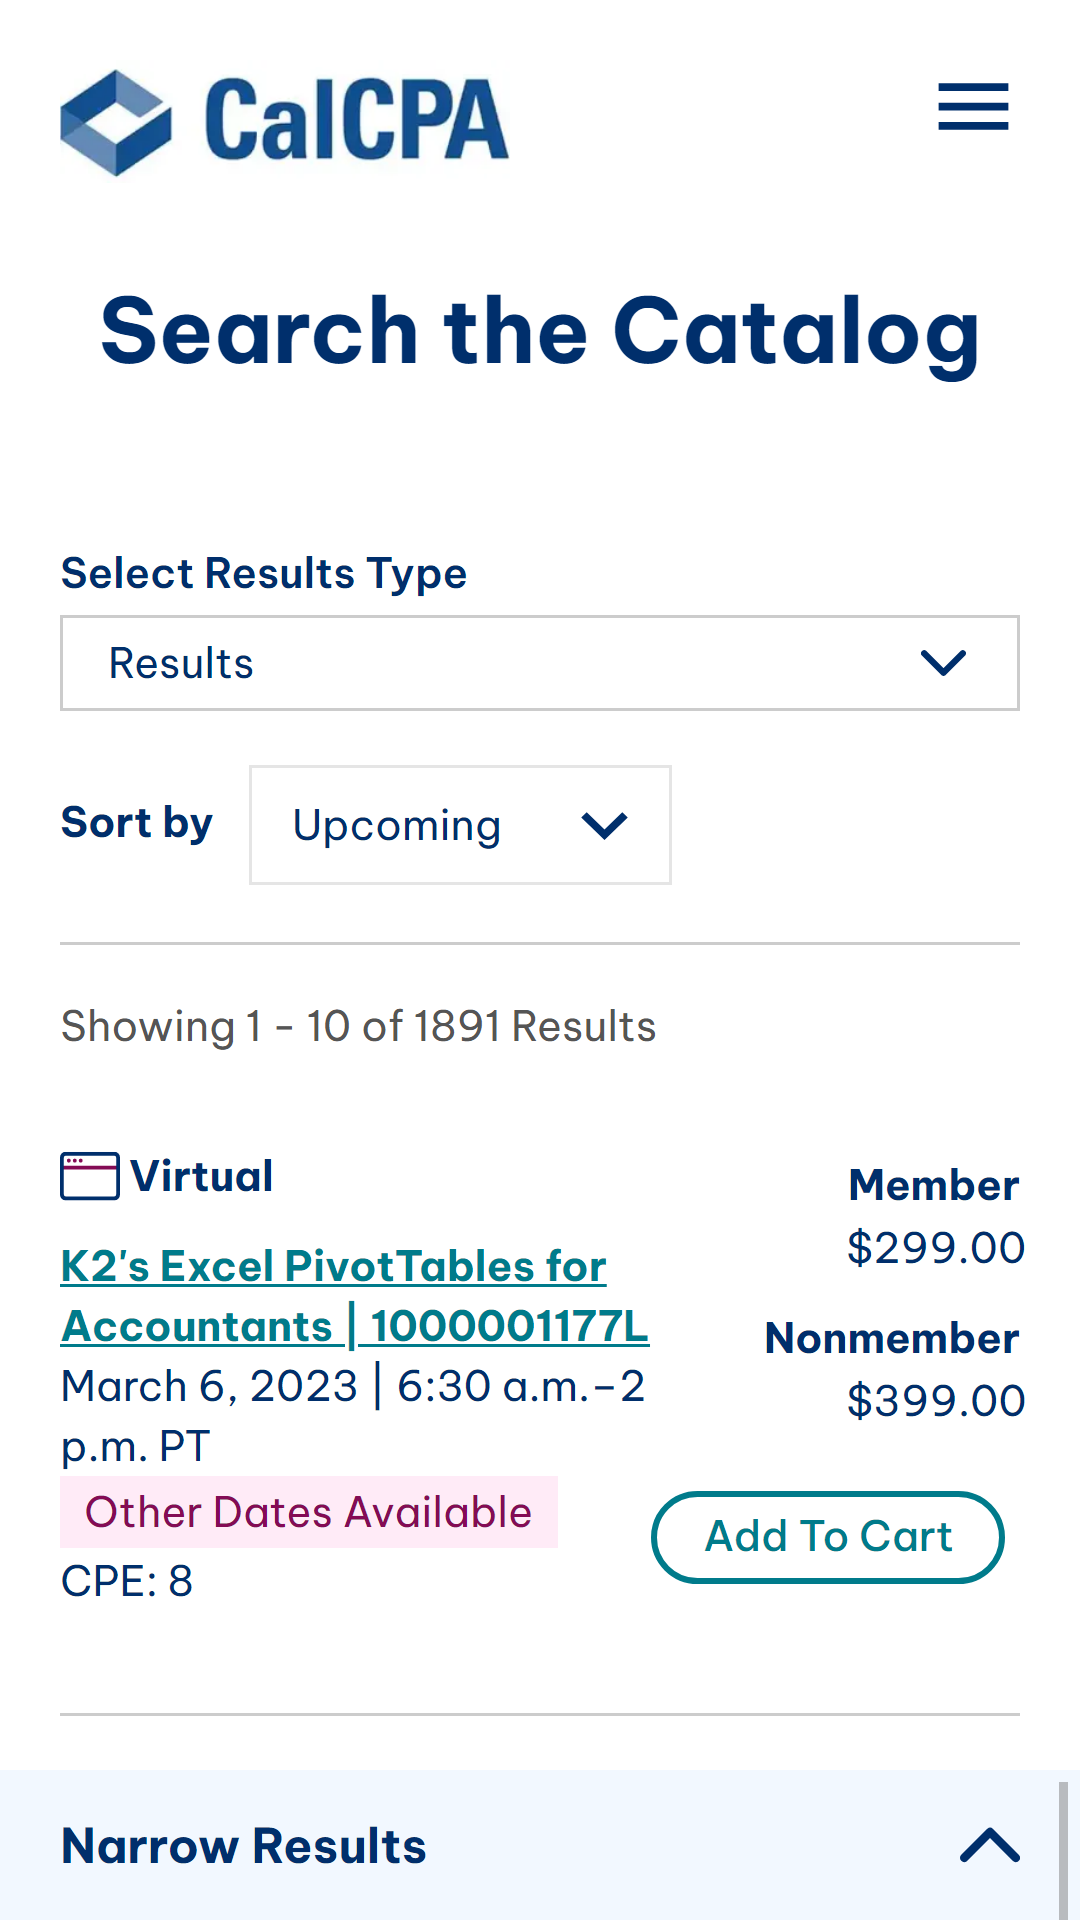 CalCPA
Search the Catalog
Select Results Type
Results
Sort by
Upcoming
Showing 1 - 10 of 1891 Results
Virtual
K2's Excel PivotTables for
Accountants | 1000001177L
March 6, 2023 | 6:30 a.m.–2
p.m. PT
Other Dates Available
CPE: 8
Member
$299.00
Nonmember
$399.00
Add To Cart
Narrow Results